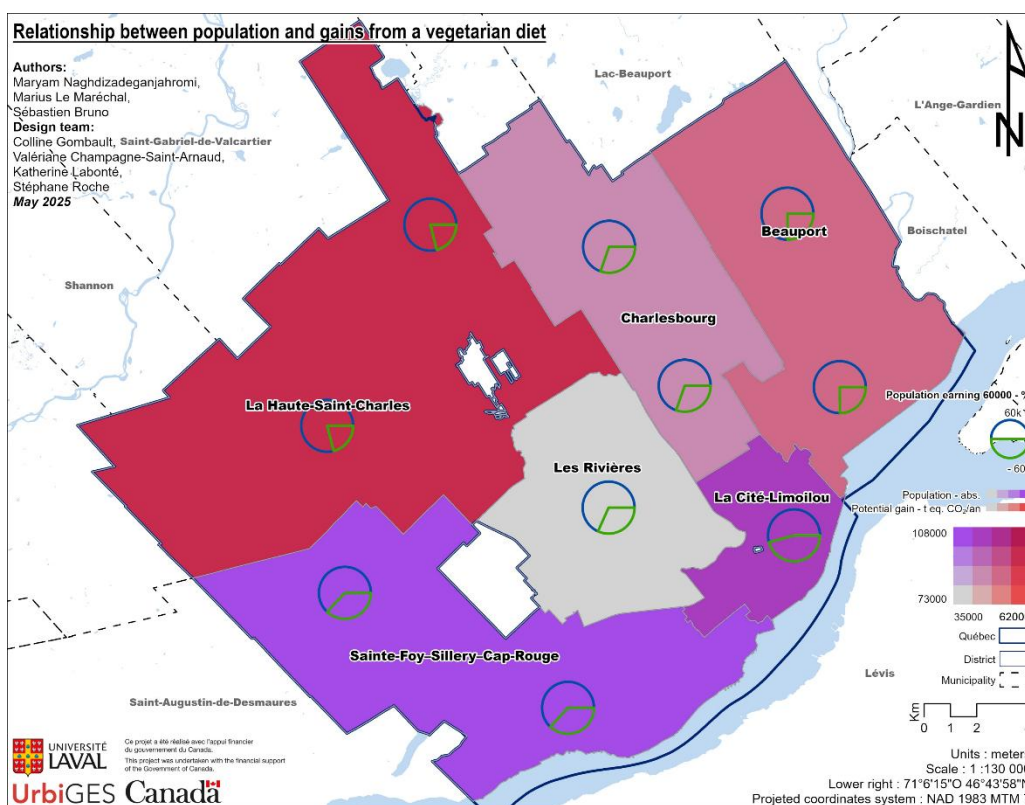 Relationship between population and gains from a vegetarian diet
Authors:
Maryam Naghdizadeganjahromi,
Marius Le Maréchal,
Sébastien Bruno
Design team:
Colline Gombault,
Valériane Champagne-Saint-Arnaud,
Katherine Labonté,
Stéphane Roche
May 2025
Saint-Gabriel-de-Valcartier
Lac-Beauport
L'Ange-Gardien
N
Boischatel
Beauport
Shannon
Charlesbourg
La Haute-Saint-Charles
Les Rivières
La Cité-Limoilou
Sainte-Foy–Sillery–Cap-Rouge
Saint-Augustin-de-Desmaures
Lévis
Population earning 60000 - %
60k
- 60
Population - abs.
Potential gain - t eq. CO₂/an
108000
73000
35000 62000
Québec
District
Municipality
Km
0 1 2
Units : meters
Scale : 1 :130 000
Lower right : 71°6'15"O 46°43'58"N
Projeted coordinates system : NAD 1983 MTM
UNIVERSITÉ
LAVAL
Ce projet a été réalisé avec l'appui financier
du gouvernement du Canada.
This project was undertaken with the financial support
of the Government of Canada.
UrbiGES Canada